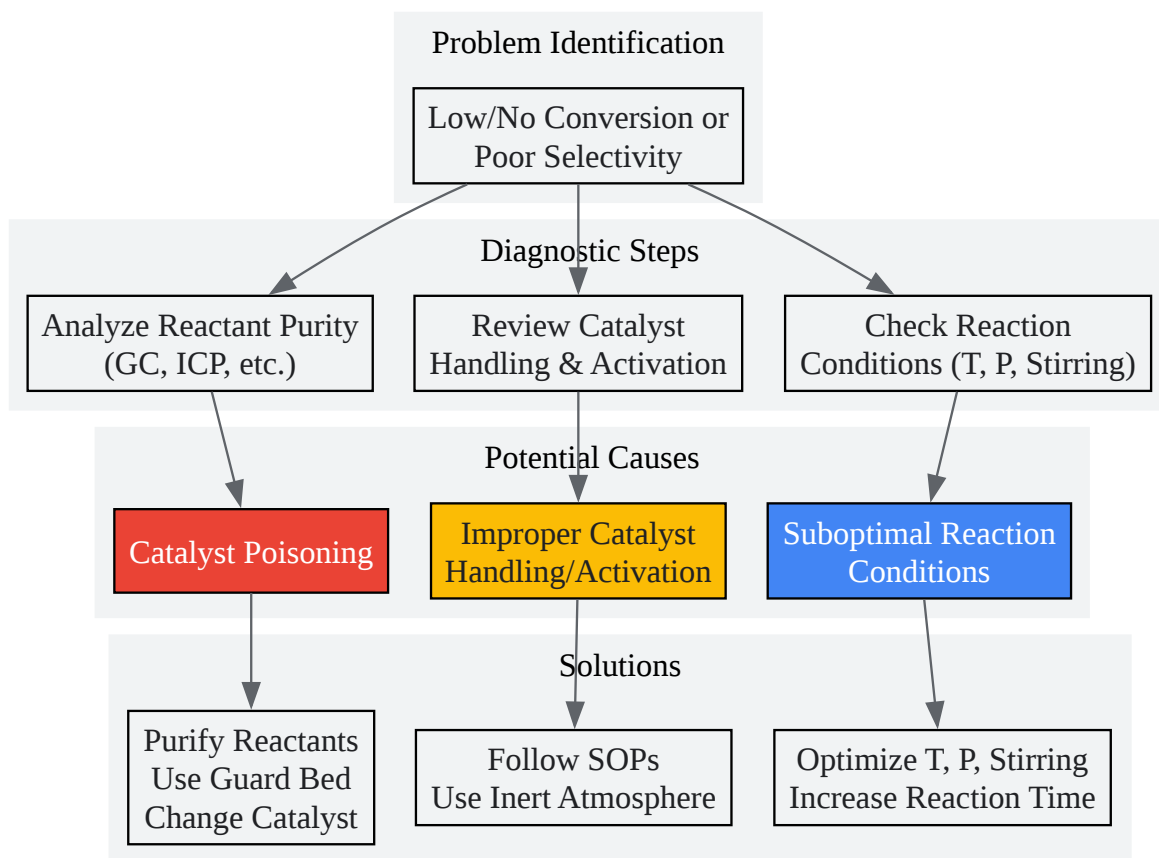 Problem Identification
Low/No Conversion or
Poor Selectivity
Diagnostic Steps
Analyze Reactant Purity
(GC, ICP, etc.)
Review Catalyst
Handling & Activation
Check Reaction
Conditions (T, P, Stirring)
Potential Causes
Catalyst Poisoning
Improper Catalyst
Handling/Activation
Suboptimal Reaction
Conditions
Solutions
Purify Reactants
Use Guard Bed
Change Catalyst
Follow SOPs
Use Inert Atmosphere
Optimize T, P, Stirring
Increase Reaction Time